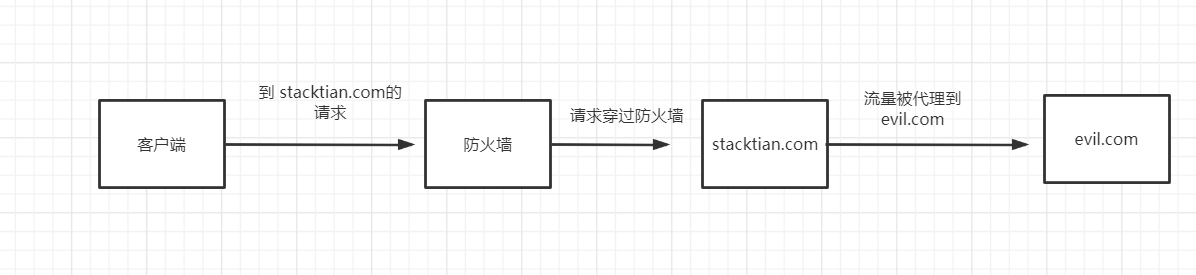 到 stacktian.com的
请求
客户端
防火墙
请求穿过防火墙
stacktian.com
流量被代理到
evil.com
evil.com